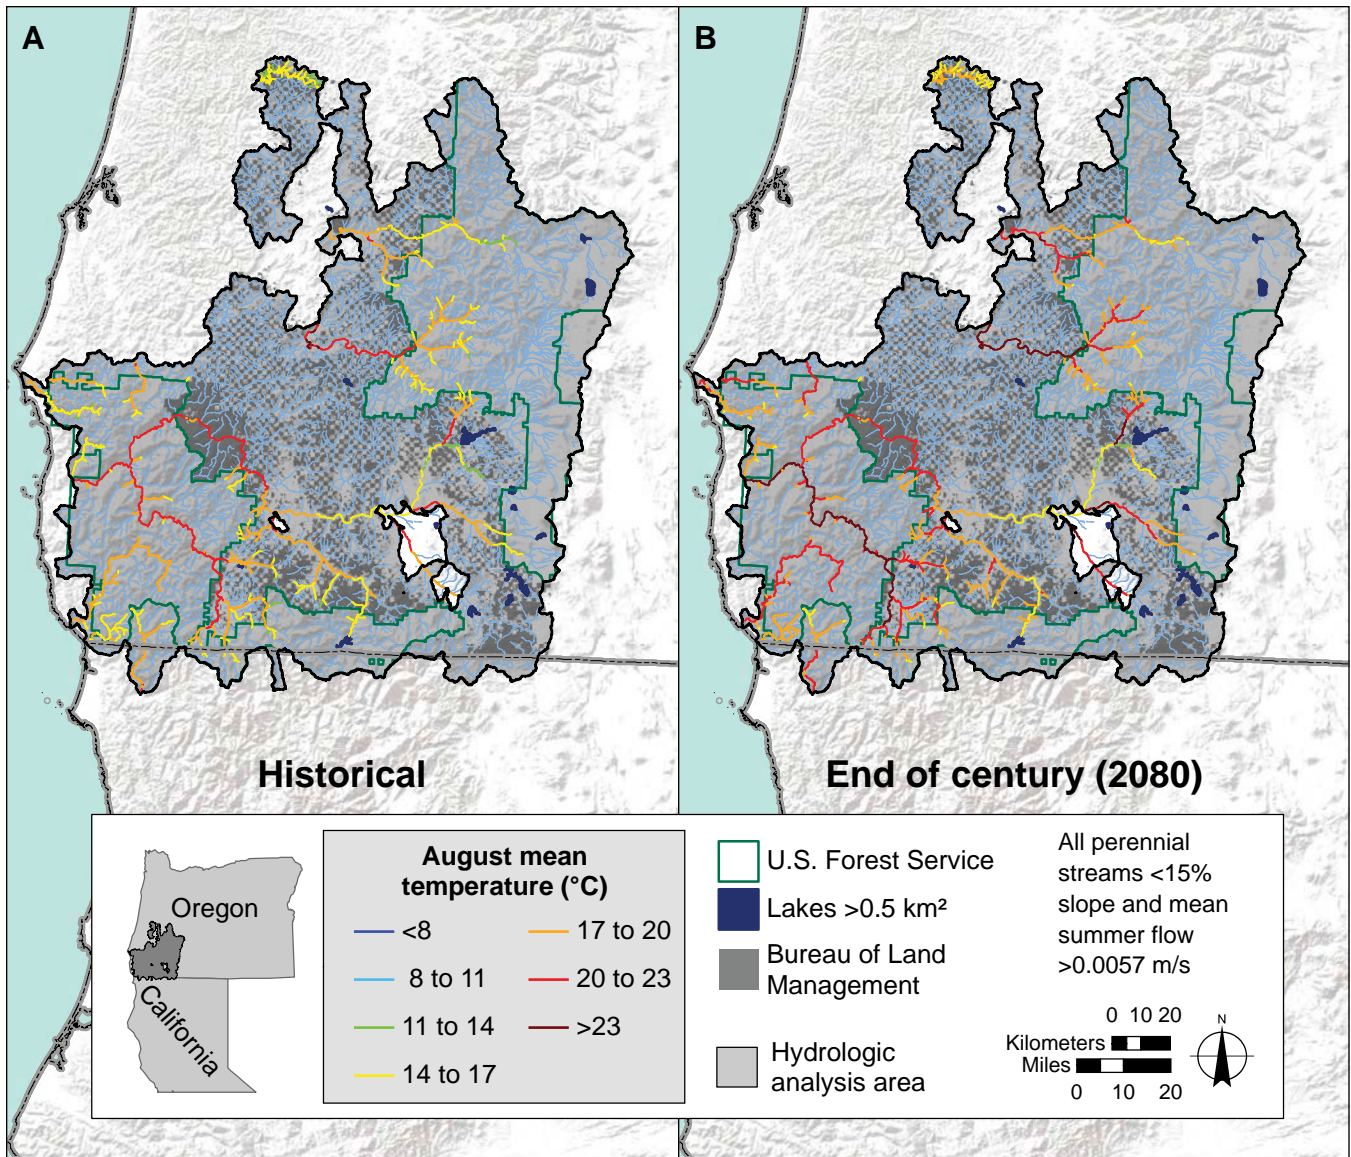 A
B
Historical
End of century (2080)
Oregon
California
August mean
temperature (°C)
<8
8 to 11
11 to 14
14 to 17
17 to 20
20 to 23
>23
U.S. Forest Service
Lakes >0.5 km²
Bureau of Land
Management
Hydrologic
analysis area
All perennial
streams <15%
slope and mean
summer flow
>0.0057 m/s
0 10 20
Kilometers
Miles
0 10 20
N